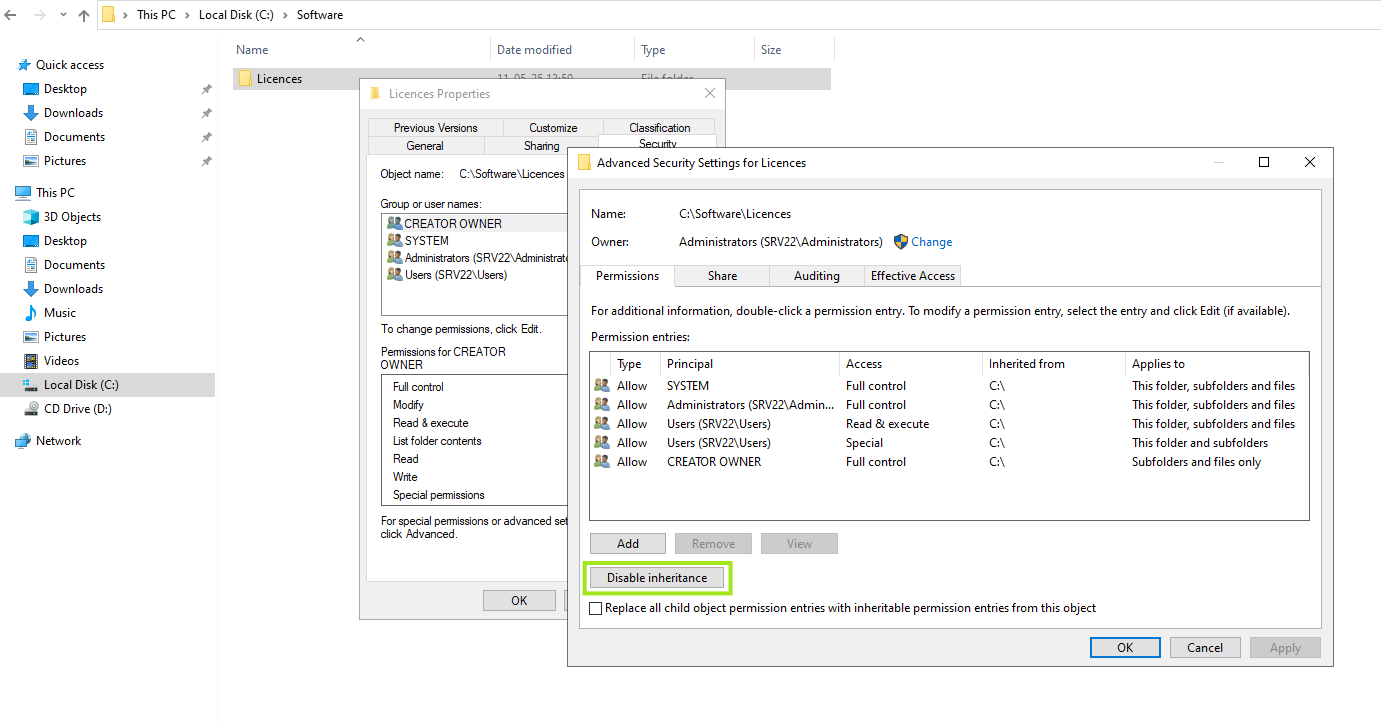 This PC > Local Disk (C:) > Software
Name Date modified Type Size
Quick access
Desktop
Downloads
Documents
Pictures
This PC
3D Objects
Desktop
Documents
Downloads
Music
Pictures
Videos
Local Disk (C:)
CD Drive (D:)
Network
Licences 11-05-25 13:59 File folder
Licences Properties
Previous Versions Customize Classification
General Sharing Security
Object name: C:\Software\Licences
Group or user names:
CREATOR OWNER
SYSTEM
Administrators (SRV22\Administrato
Users (SRV22\Users)
To change permissions, click Edit.
Permissions for CREATOR
OWNER
Full control
Modify
Read & execute
List folder contents
Read
Write
Special permissions
For special permissions or advanced set
click Advanced.
OK
Advanced Security Settings for Licences
Name: C:\Software\Licences
Owner: Administrators (SRV22\Administrators) Change
Permissions Share Auditing Effective Access
For additional information, double-click a permission entry. To modify a permission entry, select the entry and click Edit (if available).
Permission entries:
Type Principal Access Inherited from Applies to
Allow SYSTEM Full control C:\ This folder, subfolders and files
Allow Administrators (SRV22\Admin... Full control C:\ This folder, subfolders and files
Allow Users (SRV22\Users) Read & execute C:\ This folder, subfolders and files
Allow Users (SRV22\Users) Special C:\ This folder and subfolders
Allow CREATOR OWNER Full control C:\ Subfolders and files only
Add Remove View
Disable inheritance
Replace all child object permission entries with inheritable permission entries from this object
OK Cancel Apply